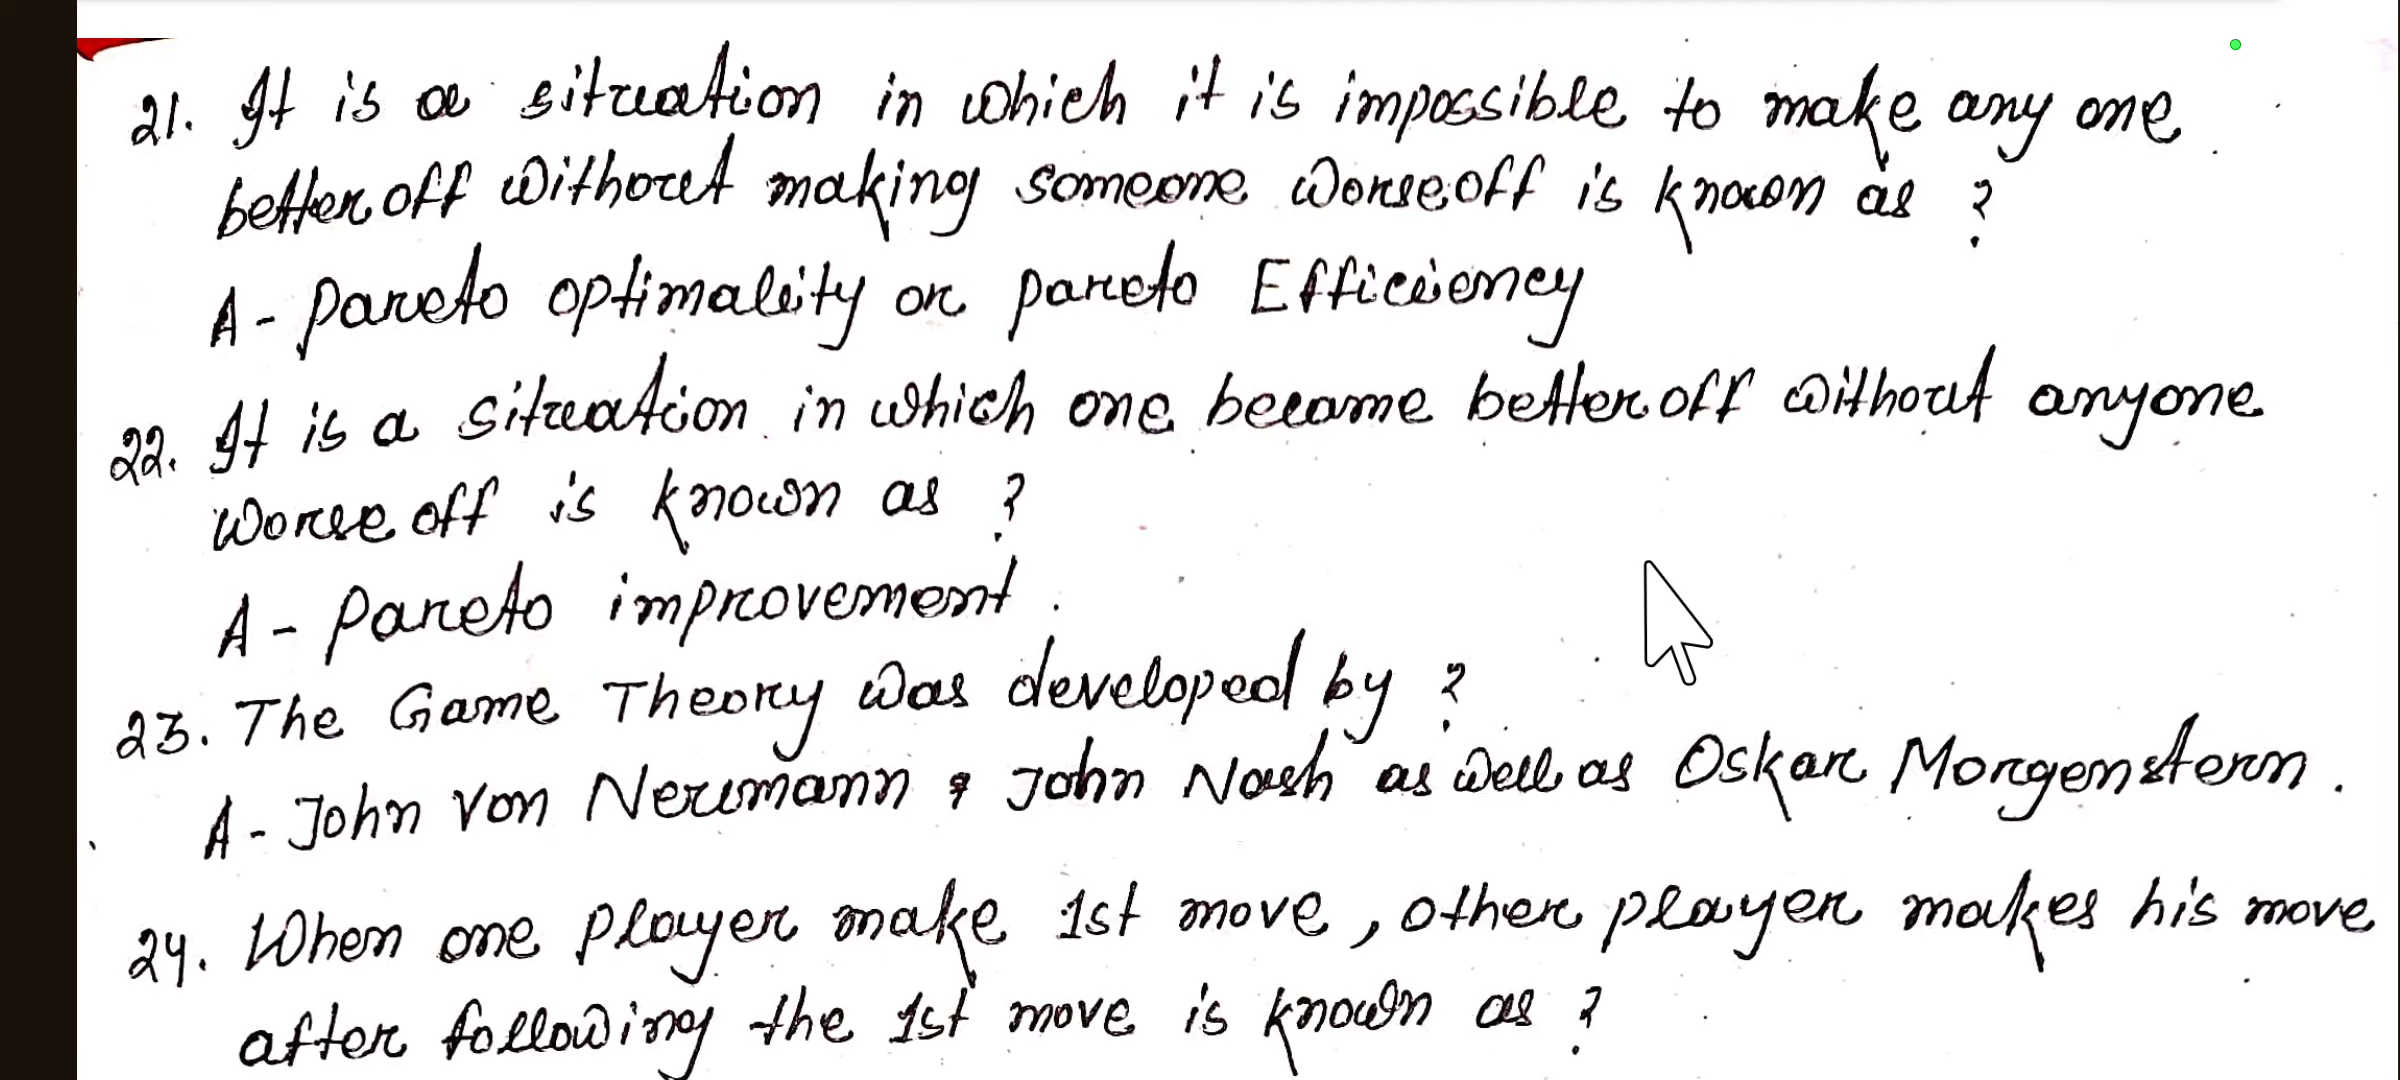 21. It is a situation in which it is impossible to make any one
better off without making someone worse off is known as ?
A - Pareto optimality or pareto Efficiency
22. It is a situation in which one became better off without anyone
worse off is known as ?
A - Pareto improvement.
23. The Game Theory was developed by ?
A - John Von Neumann & John Nash as well as Oskar Morgenstern.
24. When one player make 1st move, other player makes his move
after following the 1st move is known as ?